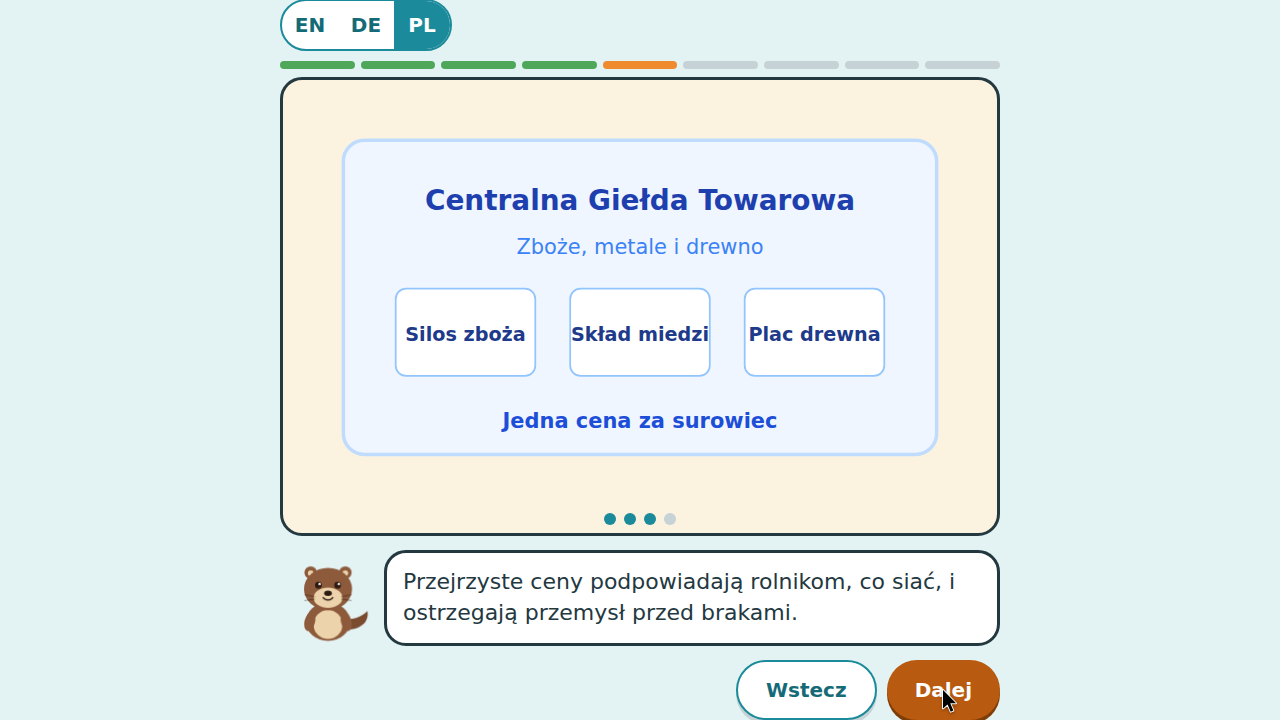 EN DE PL
Centralna Giełda Towarowa
Zboże, metale i drewno
Silos zboża Skład miedzi Plac drewna
Jedna cena za surowiec
Przejrzyste ceny podpowiadają rolnikom, co siać, i
ostrzegają przemysł przed brakami.
Wstecz Dalej